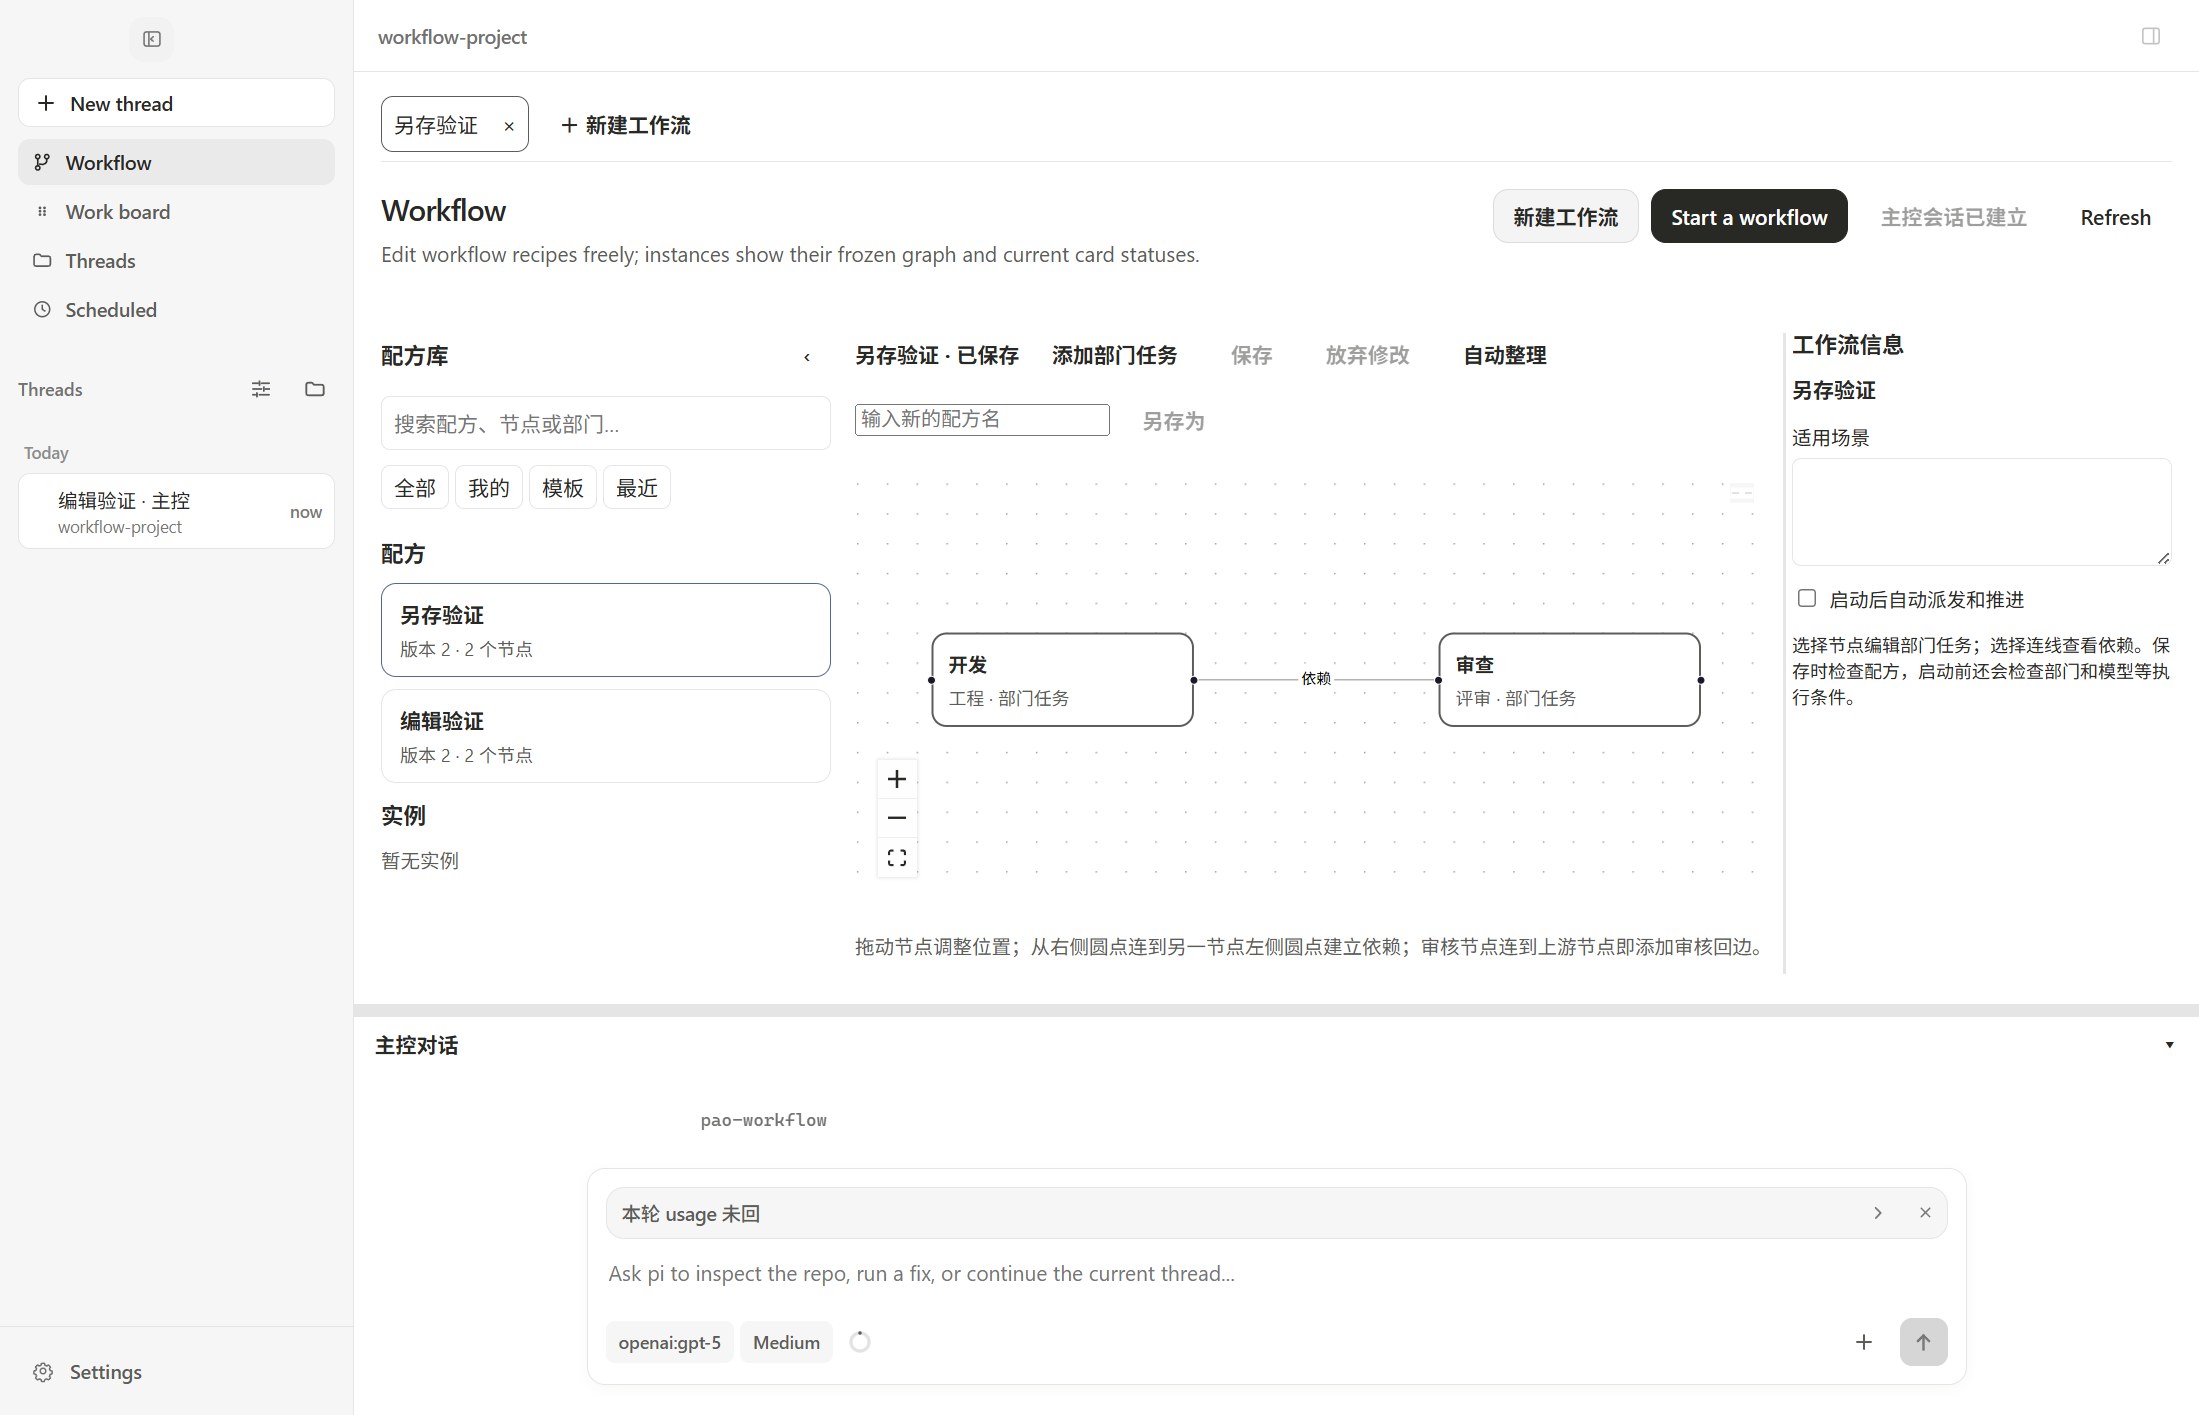 New thread
Workflow
Work board
Threads
Scheduled
Threads
Today
编辑验证 · 主控
workflow-project
now
Settings
workflow-project
另存验证 ×
+ 新建工作流
Workflow
Edit workflow recipes freely; instances show their frozen graph and current card statuses.
新建工作流
Start a workflow
主控会话已建立
Refresh
配方库
搜索配方、节点或部门...
全部 我的 模板 最近
配方
另存验证
版本 2 · 2 个节点
编辑验证
版本 2 · 2 个节点
实例
暂无实例
另存验证 · 已保存 添加部门任务 保存 放弃修改 自动整理
输入新的配方名 另存为
开发
工程 · 部门任务
依赖
审查
评审 · 部门任务
拖动节点调整位置；从右侧圆点连到另一节点左侧圆点建立依赖；审核节点连到上游节点即添加审核回边。
工作流信息
另存验证
适用场景
启动后自动派发和推进
选择节点编辑部门任务；选择连线查看依赖。保
存时检查配方，启动前还会检查部门和模型等执
行条件。
主控对话
pao-workflow
本轮 usage 未回
Ask pi to inspect the repo, run a fix, or continue the current thread...
openai:gpt-5 Medium